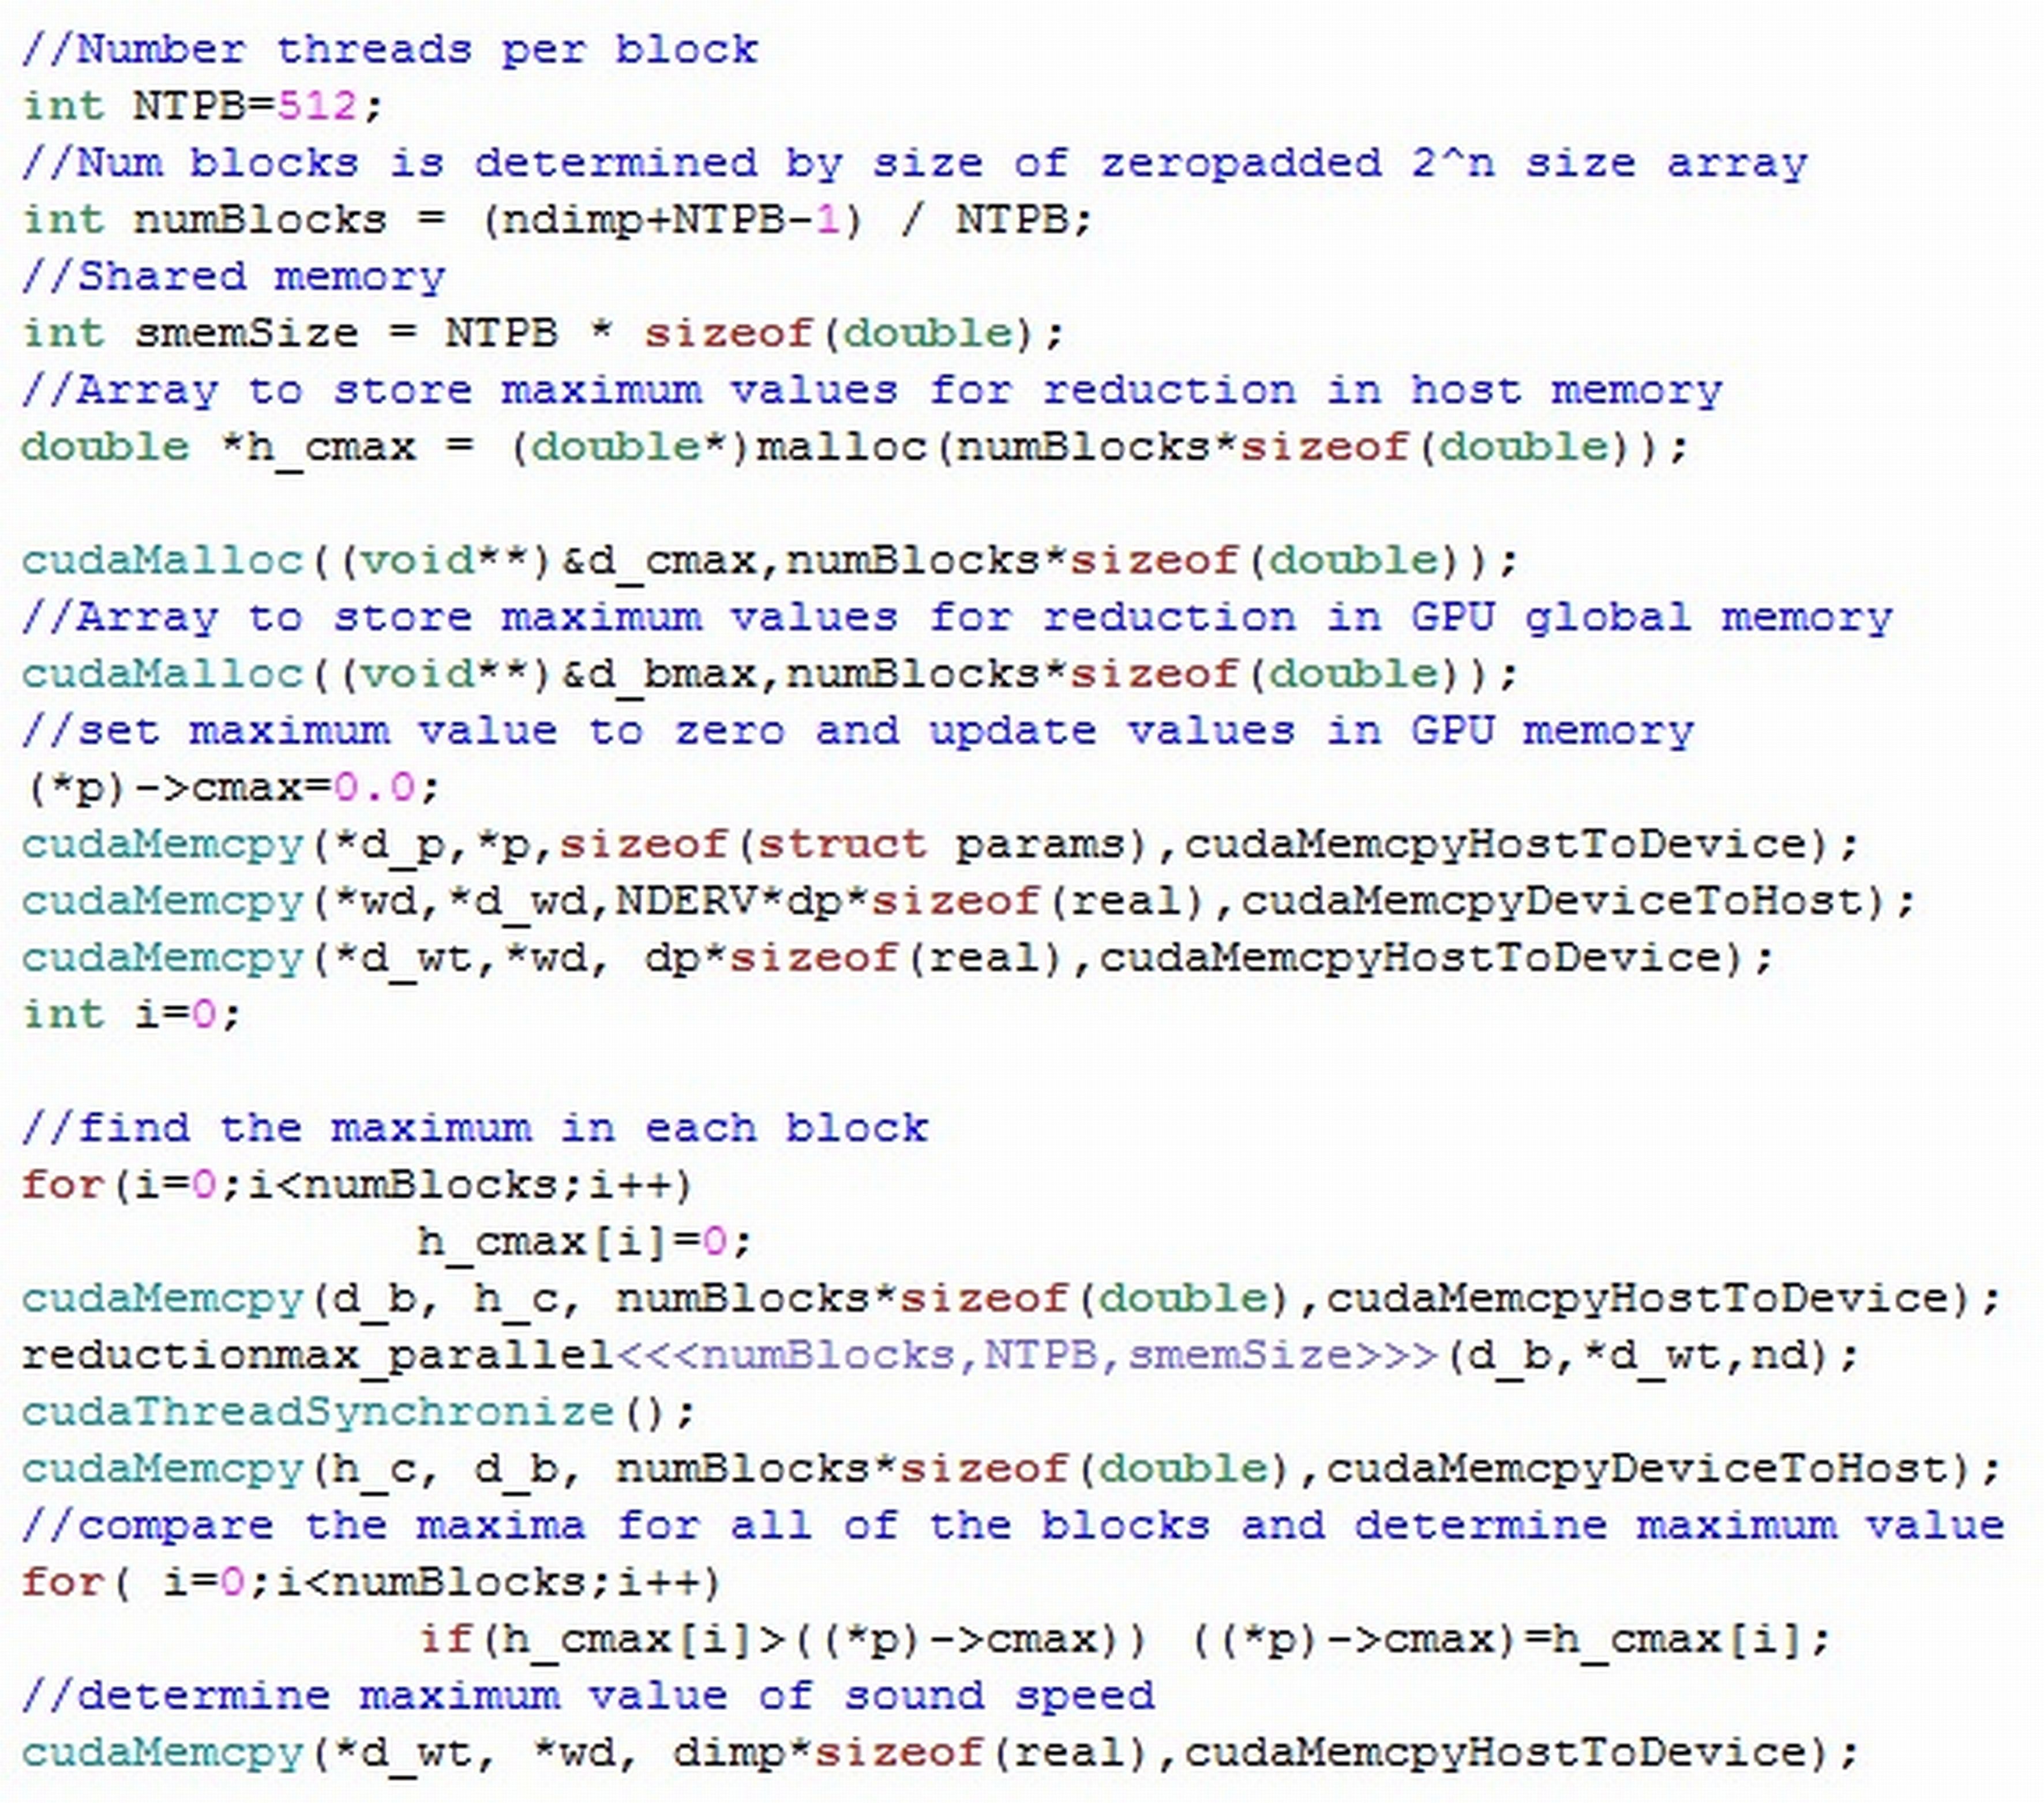 //Number threads per block
int NTPB=512;
//Num blocks is determined by size of zeropadded 2^n size array
int numBlocks = (ndimp+NTPB-1) / NTPB;
//Shared memory
int smemSize = NTPB * sizeof(double);
//Array to store maximum values for reduction in host memory
double *h_cmax = (double*)malloc(numBlocks*sizeof(double));

cudaMalloc((void**)&d_cmax,numBlocks*sizeof(double));
//Array to store maximum values for reduction in GPU global memory
cudaMalloc((void**)&d_bmax,numBlocks*sizeof(double));
//set maximum value to zero and update values in GPU memory
(*p)->cmax=0.0;
cudaMemcpy(*d_p,*p,sizeof(struct params),cudaMemcpyHostToDevice);
cudaMemcpy(*wd,*d_wd,NDERV*dp*sizeof(real),cudaMemcpyDeviceToHost);
cudaMemcpy(*d_wt,*wd, dp*sizeof(real),cudaMemcpyHostToDevice);
int i=0;

//find the maximum in each block
for(i=0;i<numBlocks;i++)
              h_cmax[i]=0;
cudaMemcpy(d_b, h_c, numBlocks*sizeof(double),cudaMemcpyHostToDevice);
reductionmax_parallel<<<numBlocks,NTPB,smemSize>>>(d_b,*d_wt,nd);
cudaThreadSynchronize();
cudaMemcpy(h_c, d_b, numBlocks*sizeof(double),cudaMemcpyDeviceToHost);
//compare the maxima for all of the blocks and determine maximum value
for( i=0;i<numBlocks;i++)
              if(h_cmax[i]>((*p)->cmax)) ((*p)->cmax)=h_cmax[i];
//determine maximum value of sound speed
cudaMemcpy(*d_wt, *wd, dimp*sizeof(real),cudaMemcpyHostToDevice);